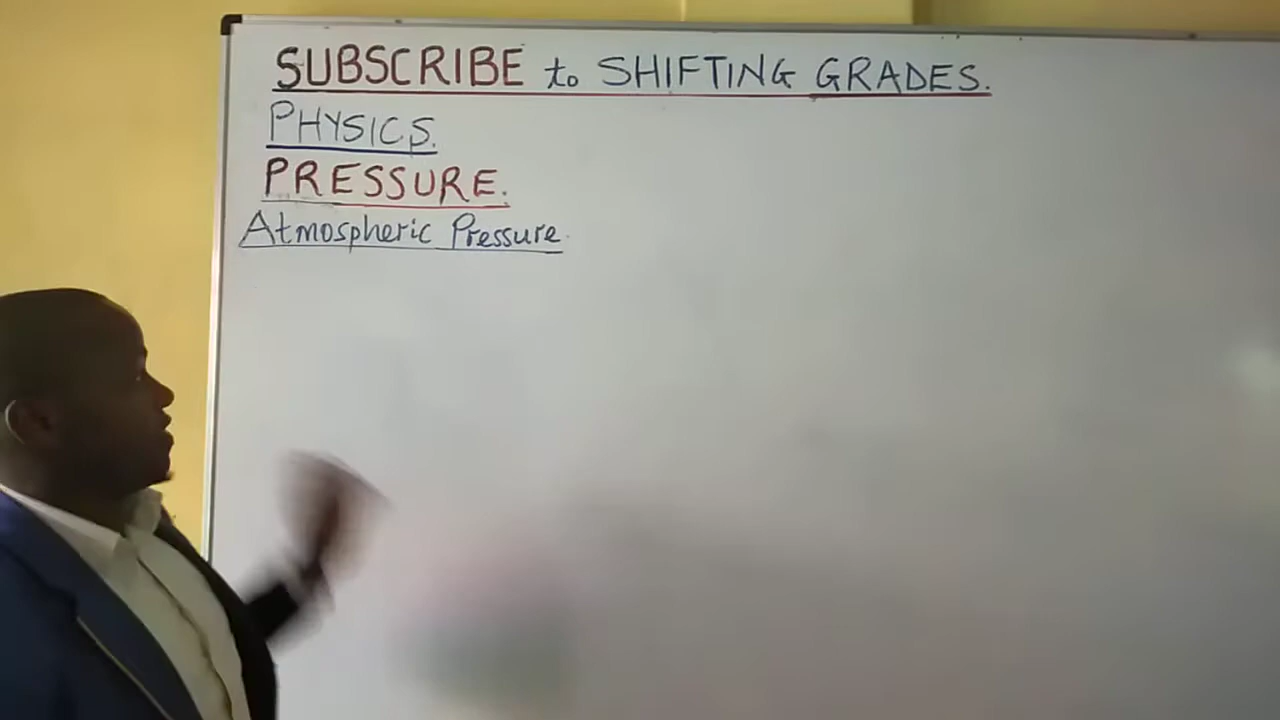 SUBSCRIBE to SHIFTING GRADES.
PHYSICS.
PRESSURE.
Atmospheric Pressure.